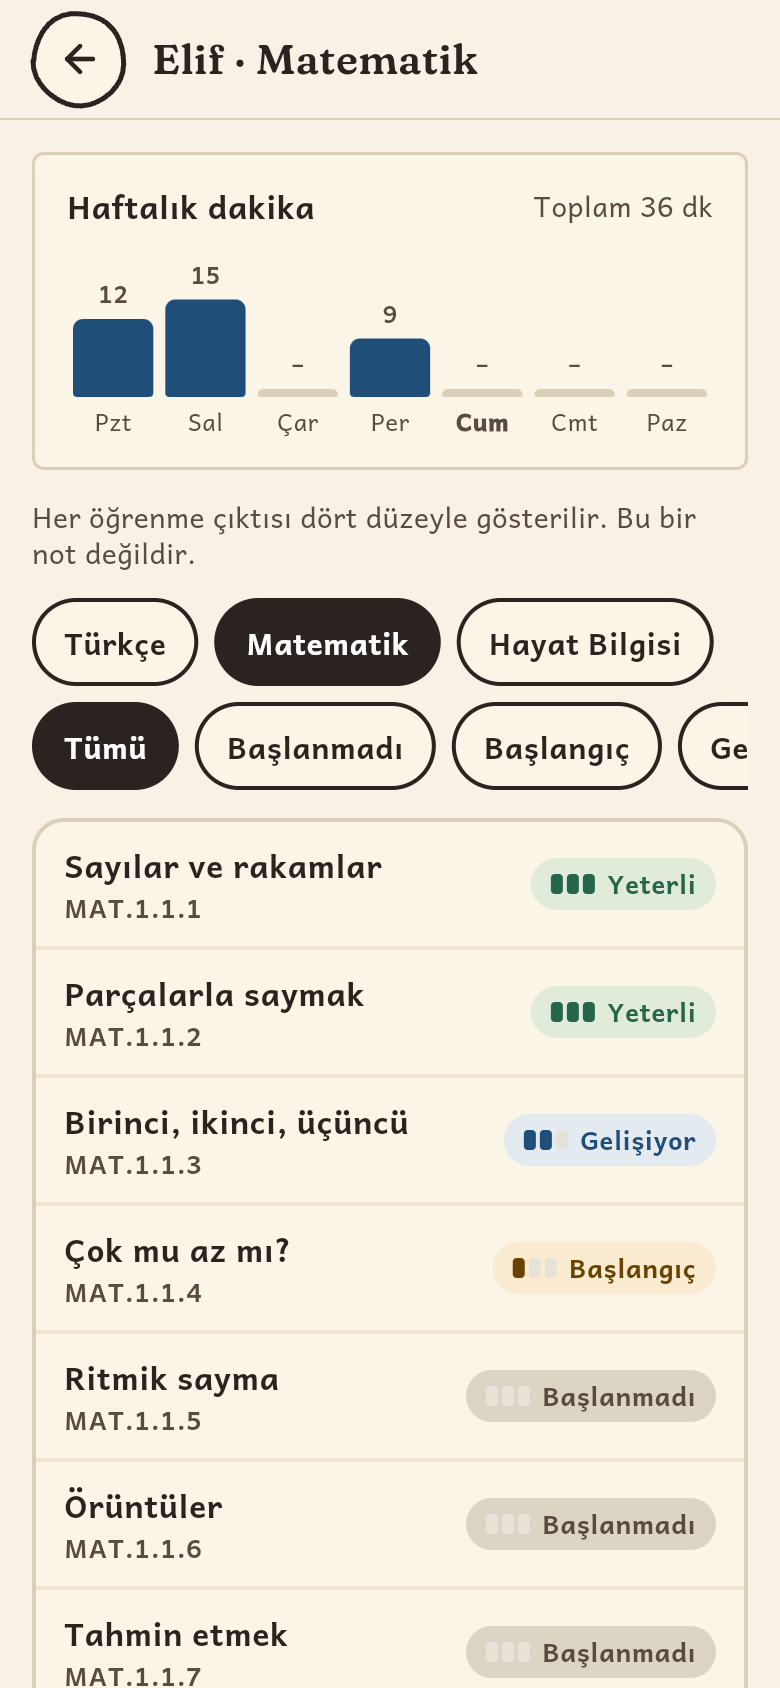 Elif · Matematik
Haftalık dakika
Toplam 36 dk
12
15
–
9
–
–
–
Pzt
Sal
Çar
Per
Cum
Cmt
Paz
Her öğrenme çıktısı dört düzeyle gösterilir. Bu bir
not değildir.
Türkçe
Matematik
Hayat Bilgisi
Tümü
Başlanmadı
Başlangıç
Ge
Sayılar ve rakamlar
MAT.1.1.1
Yeterli
Parçalarla saymak
MAT.1.1.2
Yeterli
Birinci, ikinci, üçüncü
MAT.1.1.3
Gelişiyor
Çok mu az mı?
MAT.1.1.4
Başlangıç
Ritmik sayma
MAT.1.1.5
Başlanmadı
Örüntüler
MAT.1.1.6
Başlanmadı
Tahmin etmek
MAT.1.1.7
Başlanmadı